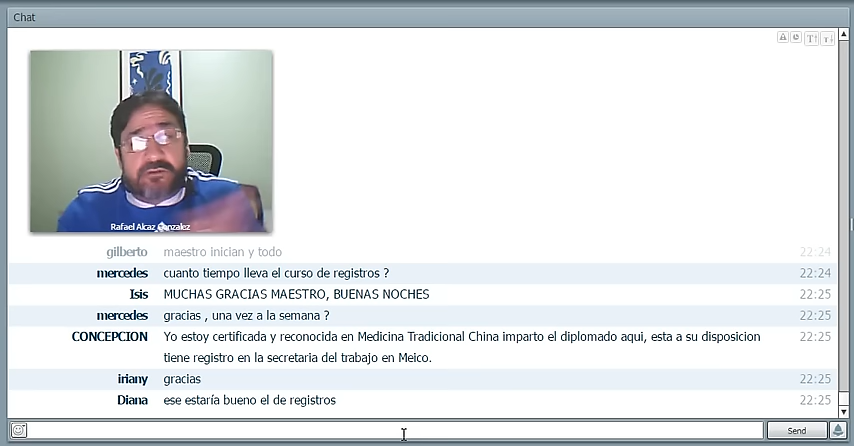 Chat
Rafael Alcaz Gonzalez
gilberto maestro inician y todo 22:24
mercedes cuanto tiempo lleva el curso de registros ? 22:24
Isis MUCHAS GRACIAS MAESTRO, BUENAS NOCHES 22:25
mercedes gracias , una vez a la semana ? 22:25
CONCEPCION Yo estoy certificada y reconocida en Medicina Tradicional China imparto el diplomado aqui, esta a su disposicion 22:25
tiene registro en la secretaria del trabajo en Meico.
iriany gracias 22:25
Diana ese estaría bueno el de registros 22:25
Send